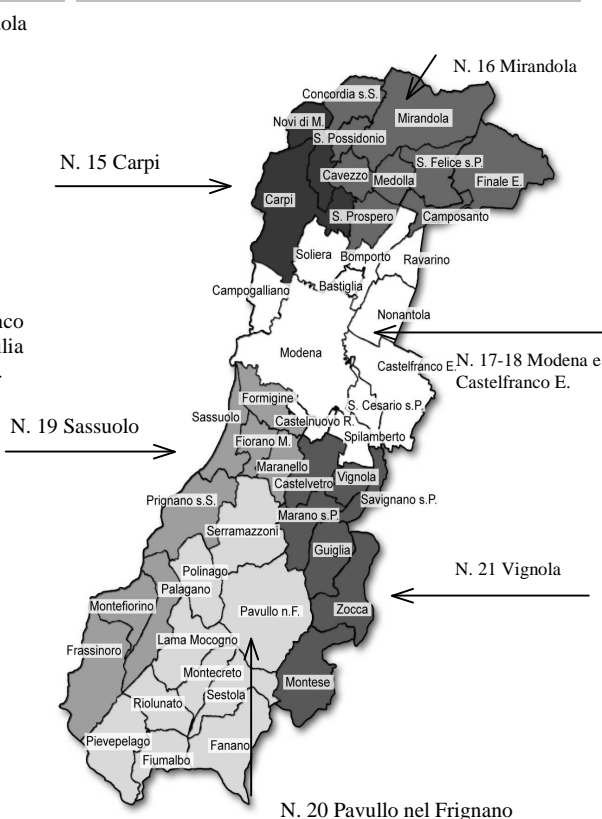 ola
N. 16 Mirandola
Concordia s.S.
Mirandola
Novi di M.
S. Possidonio
N. 15 Carpi
S. Felice s.P.
Cavezzo
Medolla
Finale E.
Carpi
S. Prospero
Camposanto
Soliera
Bomporto
Ravarino
Bastiglia
Campogalliano
nco
Nonantola
ilia
Modena
Castelfranco E.
N. 17-18 Modena e
Castelfranco E.
Formigine
S. Cesario s.P.
Sassuolo
Castelnuovo R.
N. 19 Sassuolo
Fiorano M.
Spilamberto
Maranello
Vignola
Castelvetro
Prignano s.S.
Savignano s.P.
Marano s.P.
Serramazzoni
Guiglia
Polinago
N. 21 Vignola
Palagano
Montefiorino
Pavullo n.F.
Zocca
Lama Mocogno
Frassinoro
Montecreto
Montese
Sestola
Riolunato
Pievepelago
Fanano
Fiumalbo
N. 20 Pavullo nel Frignano